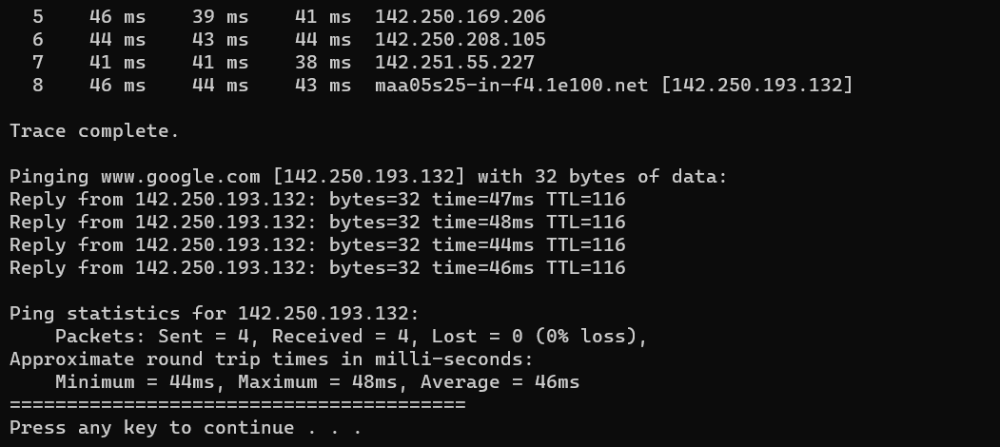 5 46 ms 39 ms 41 ms 142.250.169.206
6 44 ms 43 ms 44 ms 142.250.208.105
7 41 ms 41 ms 38 ms 142.251.55.227
8 46 ms 44 ms 43 ms maa05s25-in-f4.1e100.net [142.250.193.132]
Trace complete.
Pinging www.google.com [142.250.193.132] with 32 bytes of data:
Reply from 142.250.193.132: bytes=32 time=47ms TTL=116
Reply from 142.250.193.132: bytes=32 time=48ms TTL=116
Reply from 142.250.193.132: bytes=32 time=44ms TTL=116
Reply from 142.250.193.132: bytes=32 time=46ms TTL=116
Ping statistics for 142.250.193.132:
Packets: Sent = 4, Received = 4, Lost = 0 (0% loss),
Approximate round trip times in milli-seconds:
Minimum = 44ms, Maximum = 48ms, Average = 46ms
========================================
Press any key to continue . . .